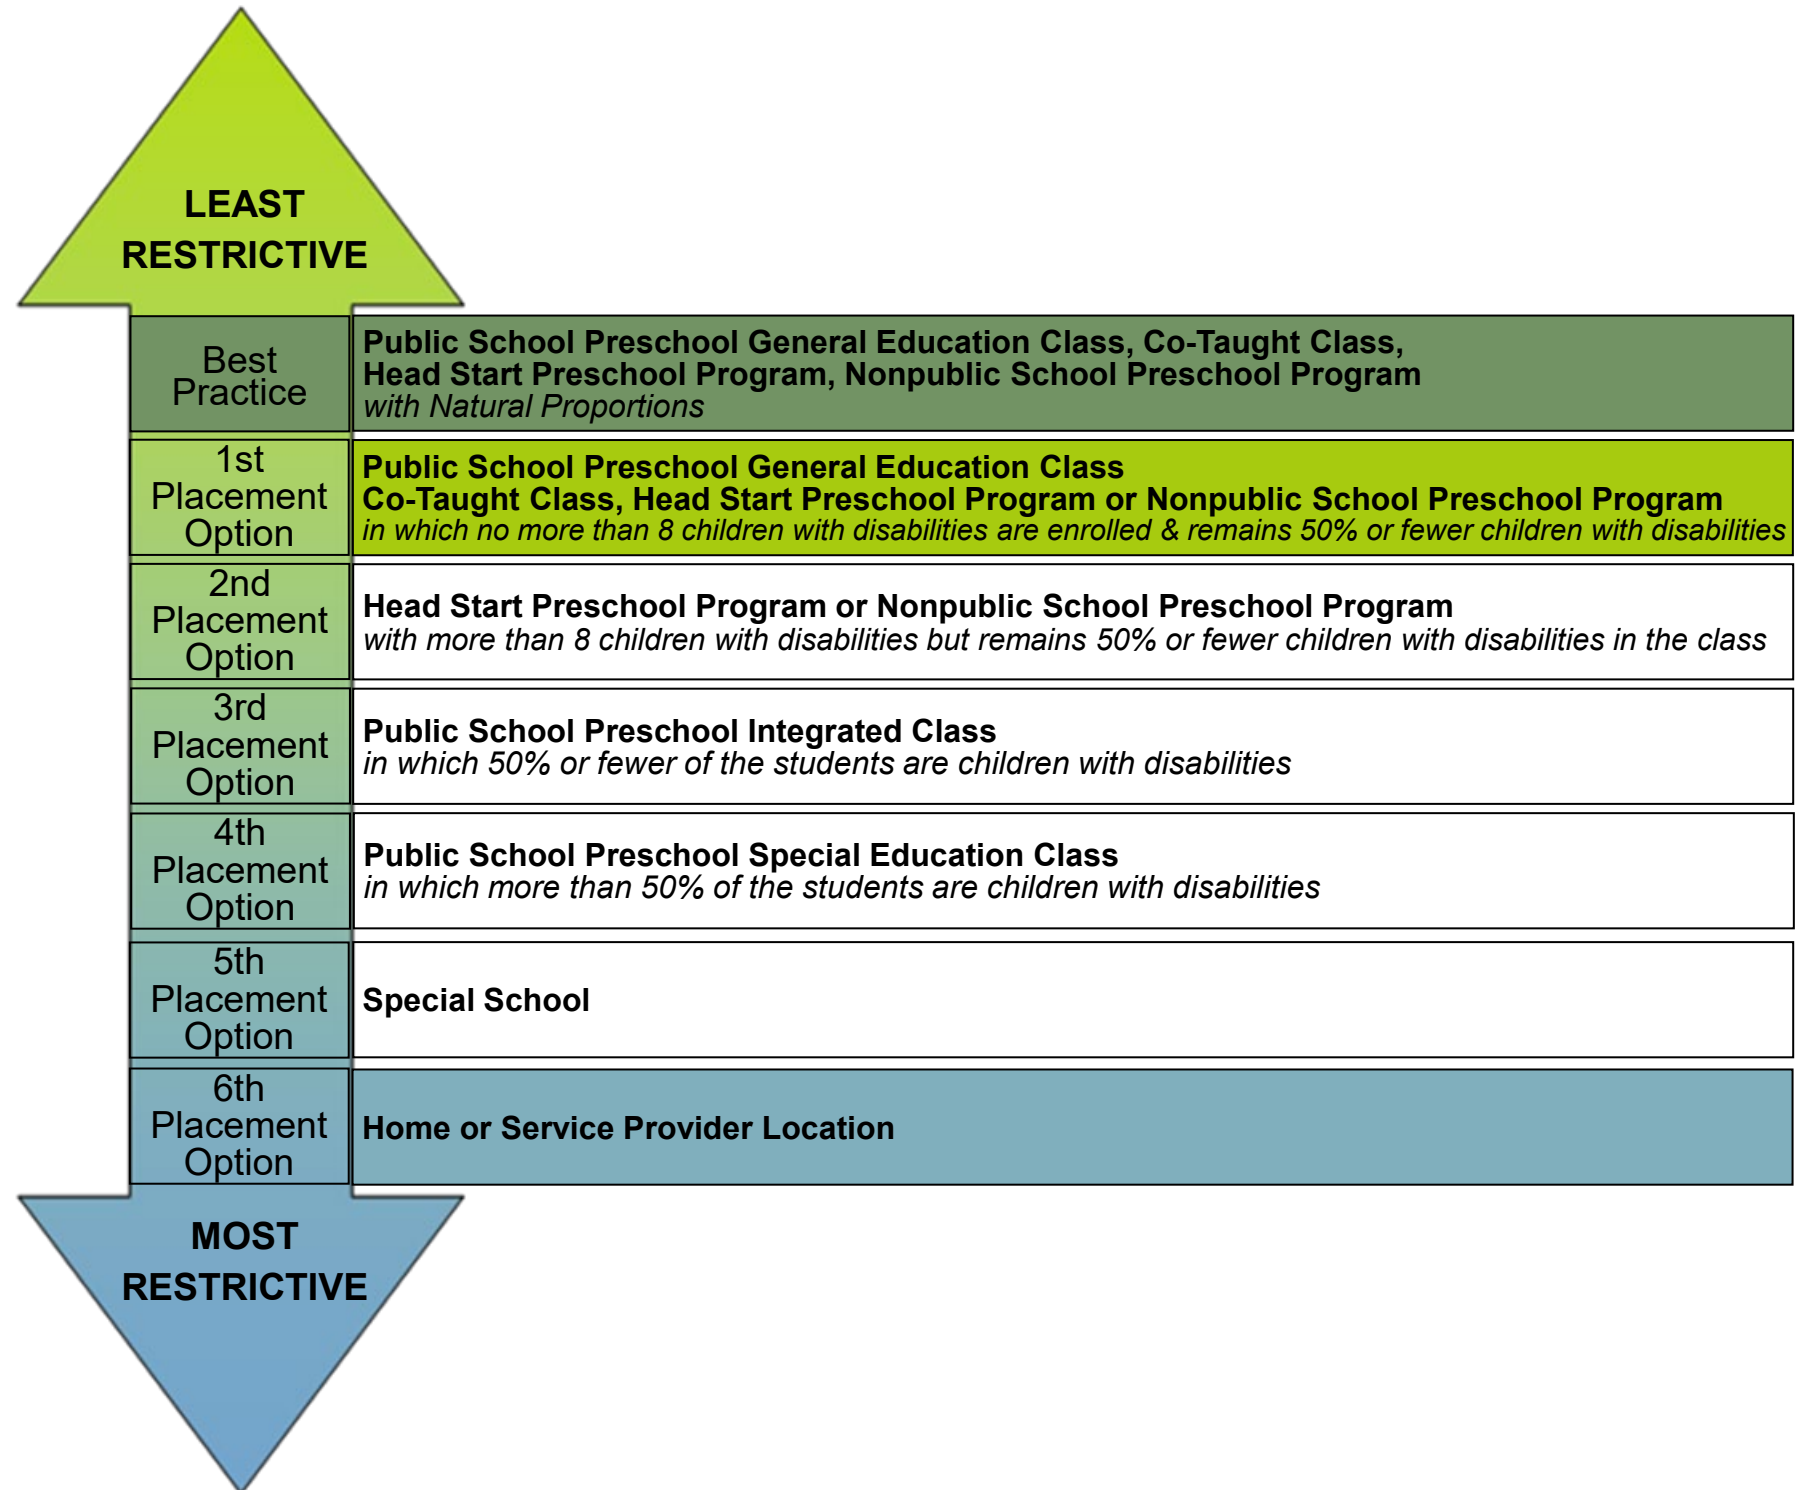 LEAST
RESTRICTIVE
Best
Practice
Public School Preschool General Education Class, Co-Taught Class,
Head Start Preschool Program, Nonpublic School Preschool Program
with Natural Proportions
1st
Placement
Option
Public School Preschool General Education Class
Co-Taught Class, Head Start Preschool Program or Nonpublic School Preschool Program
in which no more than 8 children with disabilities are enrolled & remains 50% or fewer children with disabilities
2nd
Placement
Option
Head Start Preschool Program or Nonpublic School Preschool Program
with more than 8 children with disabilities but remains 50% or fewer children with disabilities in the class
3rd
Placement
Option
Public School Preschool Integrated Class
in which 50% or fewer of the students are children with disabilities
4th
Placement
Option
Public School Preschool Special Education Class
in which more than 50% of the students are children with disabilities
5th
Placement
Option
Special School
6th
Placement
Option
Home or Service Provider Location
MOST
RESTRICTIVE